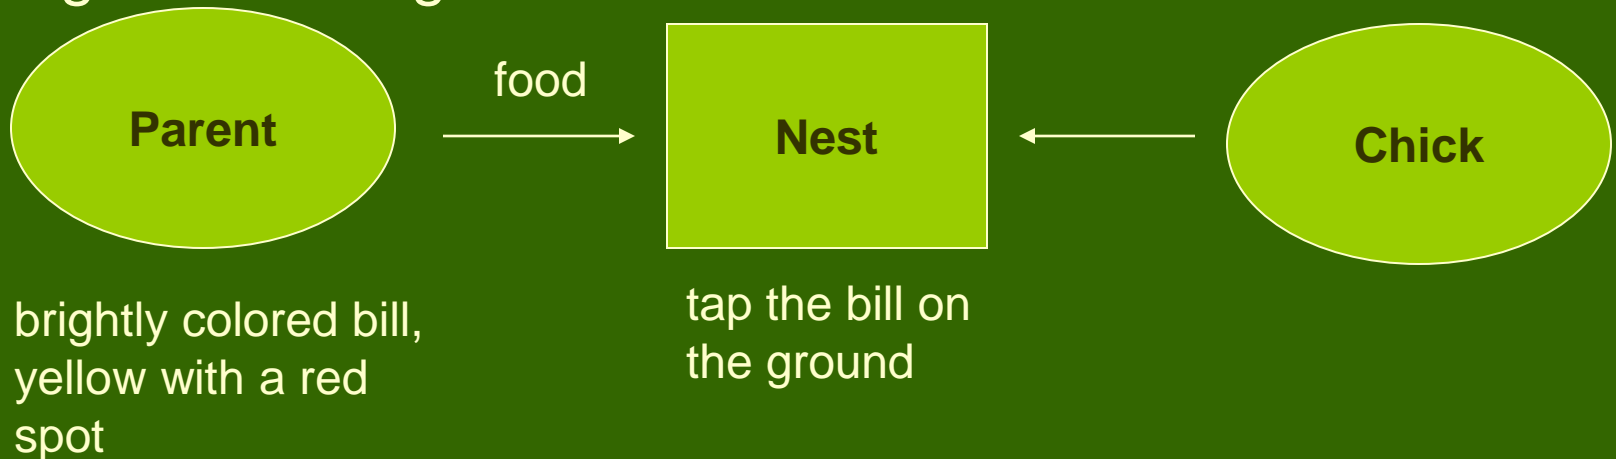 food
Parent
Nest
Chick
brightly colored bill,
yellow with a red
spot
tap the bill on
the ground